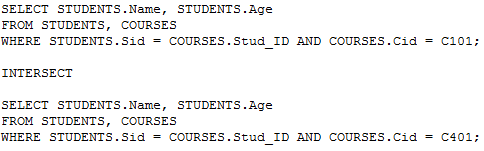 SELECT STUDENTS.Name, STUDENTS.Age
FROM STUDENTS, COURSES
WHERE STUDENTS.Sid = COURSES.Stud_ID AND COURSES.Cid = C101;
INTERSECT
SELECT STUDENTS.Name, STUDENTS.Age
FROM STUDENTS, COURSES
WHERE STUDENTS.Sid = COURSES.Stud_ID AND COURSES.Cid = C401;